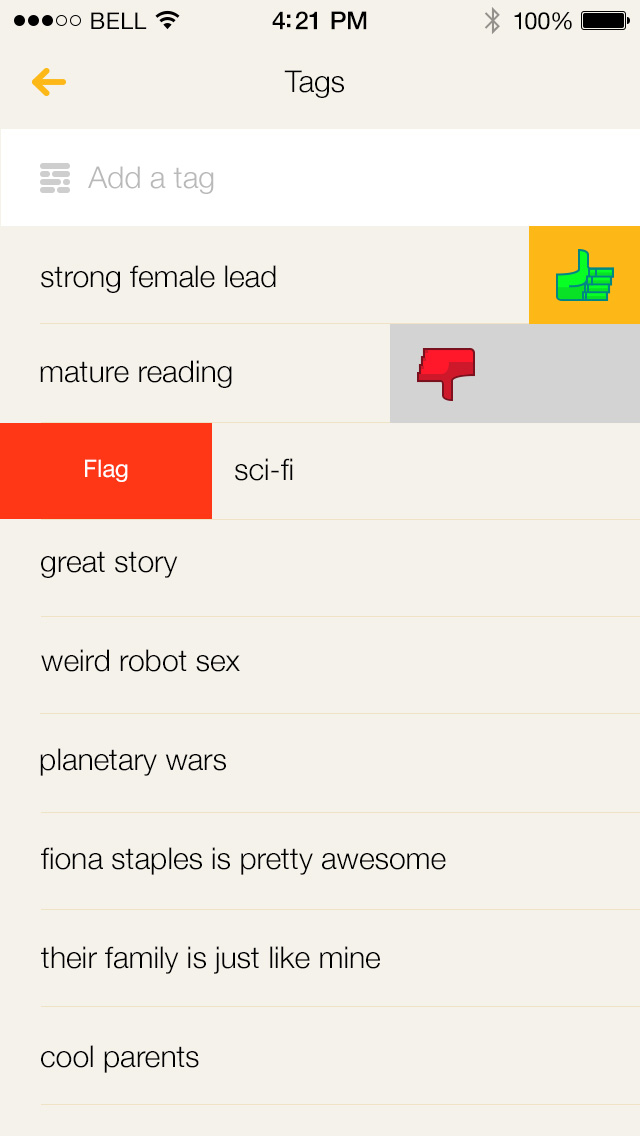 BELL 4:21 PM 100%
Tags
Add a tag
strong female lead
mature reading
Flag sci-fi
great story
weird robot sex
planetary wars
fiona staples is pretty awesome
their family is just like mine
cool parents